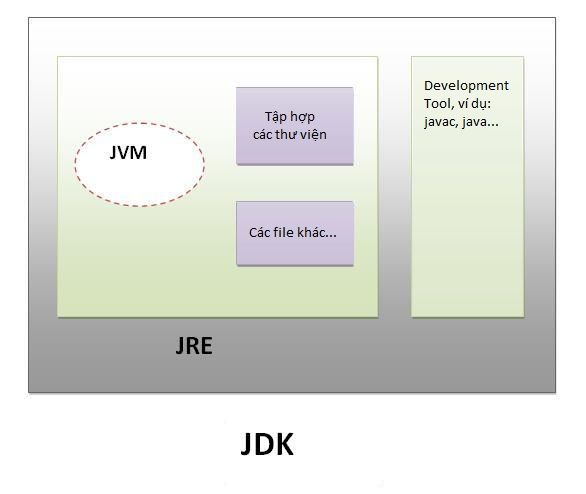 JVM
Tập hợp
các thư viện
Các file khác...
Development
Tool, ví dụ:
javac, java...
JRE
JDK